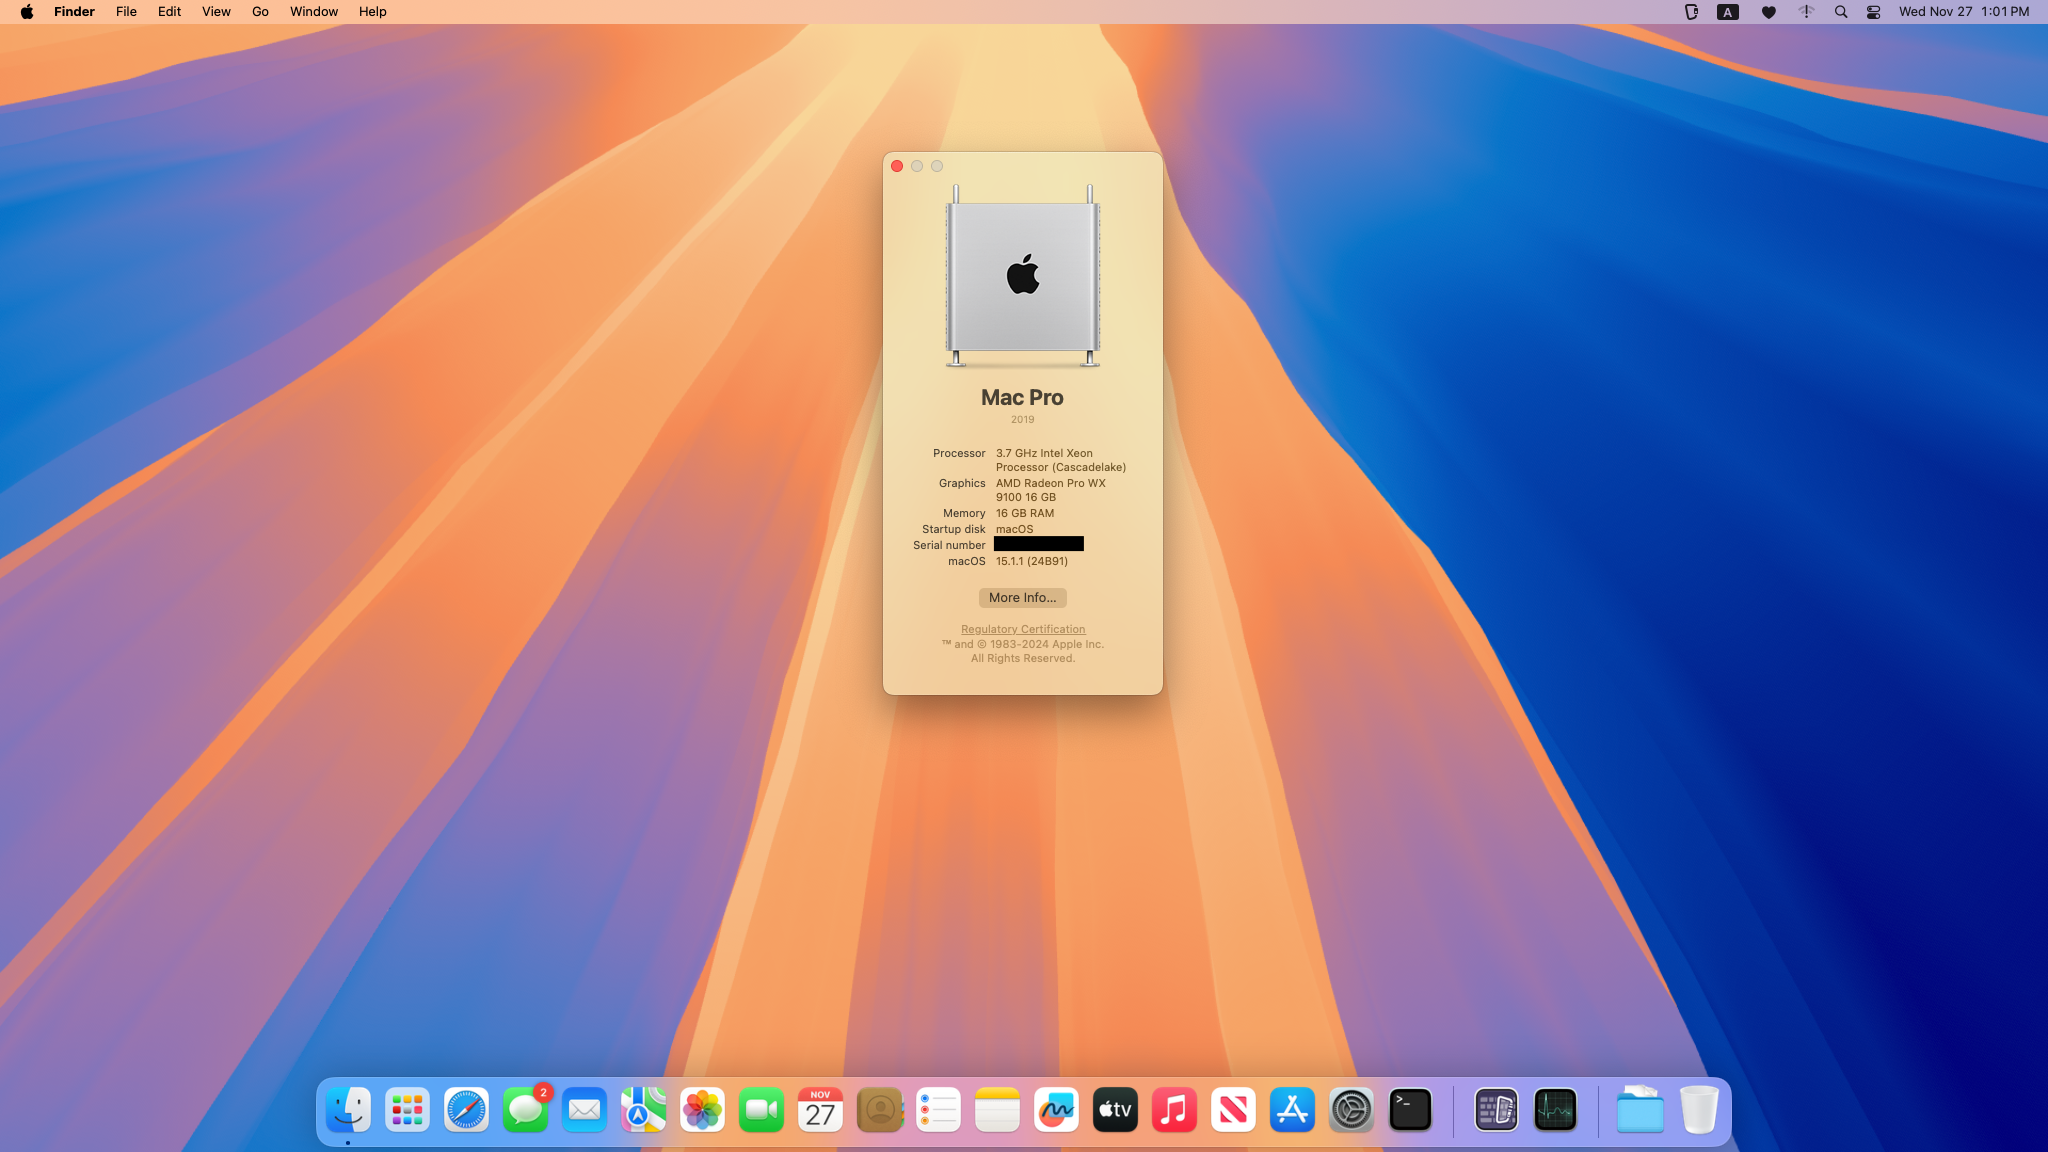 Finder File Edit View Go Window Help
A
Wed Nov 27 1:01 PM
Mac Pro
2019
Processor 3.7 GHz Intel Xeon
Processor (Cascadelake)
Graphics AMD Radeon Pro WX
9100 16 GB
Memory 16 GB RAM
Startup disk macOS
Serial number
macOS 15.1.1 (24B91)
More Info...
Regulatory Certification
™ and © 1983-2024 Apple Inc.
All Rights Reserved.
2
NOV
27
tv
>_